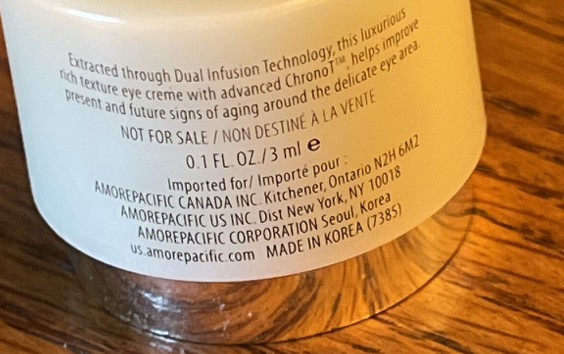 Extracted through Dual Infusion Technology, this luxurious
rich texture eye creme with advanced ChronoT™, helps improve
present and future signs of aging around the delicate eye area.
NOT FOR SALE / NON DESTINÉ À LA VENTE
0.1 FL. OZ./3 ml ℮
Imported for/ Importé pour :
AMOREPACIFIC CANADA INC. Kitchener, Ontario N2H 6M2
AMOREPACIFIC US INC. Dist New York, NY 10018
AMOREPACIFIC CORPORATION Seoul, Korea
us.amorepacific.com MADE IN KOREA (7385)